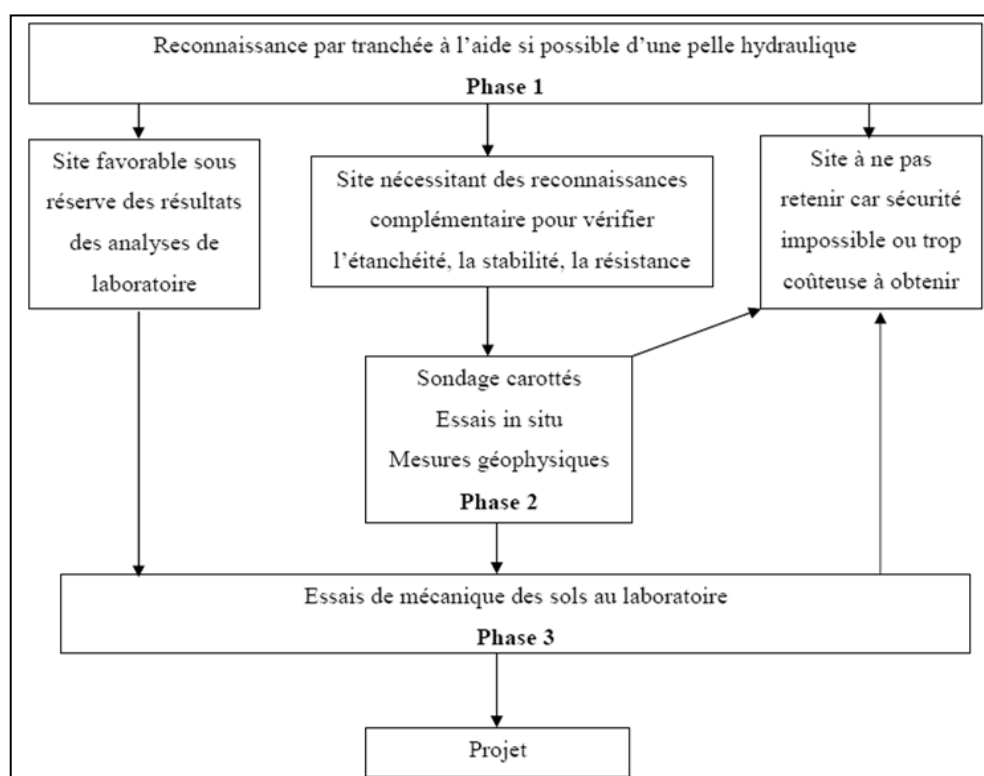 Reconnaissance par tranchée à l’aide si possible d’une pelle hydraulique
Phase 1
Site favorable sous
réserve des résultats
des analyses de
laboratoire
Site nécessitant des reconnaissances
complémentaire pour vérifier
l’étanchéité, la stabilité, la résistance
Site à ne pas
retenir car sécurité
impossible ou trop
coûteuse à obtenir
Sondage carottés
Essais in situ
Mesures géophysiques
Phase 2
Essais de mécanique des sols au laboratoire
Phase 3
Projet